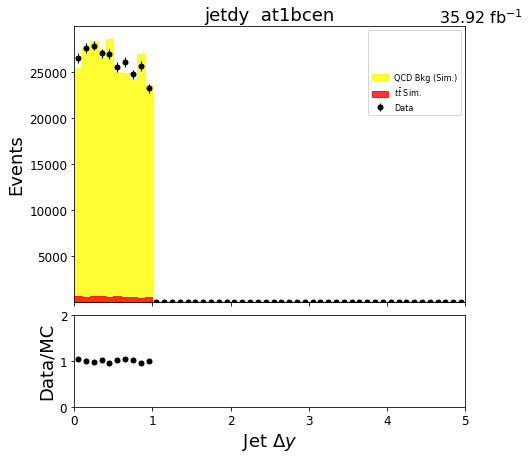 jetdy at1bcen
35.92 fb⁻¹
QCD Bkg (Sim.)
tt̄ Sim.
Data
Events
25000
20000
15000
10000
5000
Data/MC
2
1
0
0 1 2 3 4 5
Jet Δy